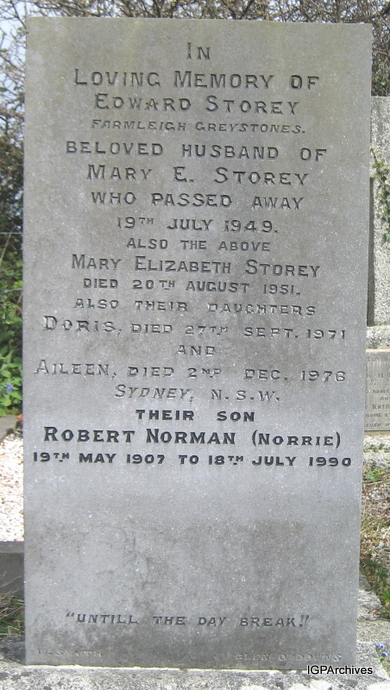 IN
LOVING MEMORY OF
EDWARD STOREY
FARMLEIGH GREYSTONES.
BELOVED HUSBAND OF
MARY E. STOREY
WHO PASSED AWAY
19TH JULY 1949.
ALSO THE ABOVE
MARY ELIZABETH STOREY
DIED 20TH AUGUST 1951.
ALSO THEIR DAUGHTERS
DORIS, DIED 27TH SEPT. 1971
AND
AILEEN, DIED 2ND DEC. 1976
SYDNEY, N.S.W.
THEIR SON
ROBERT NORMAN (NORRIE)
19TH MAY 1907 TO 18TH JULY 1990
"UNTILL THE DAY BREAK!!
IGPArchives